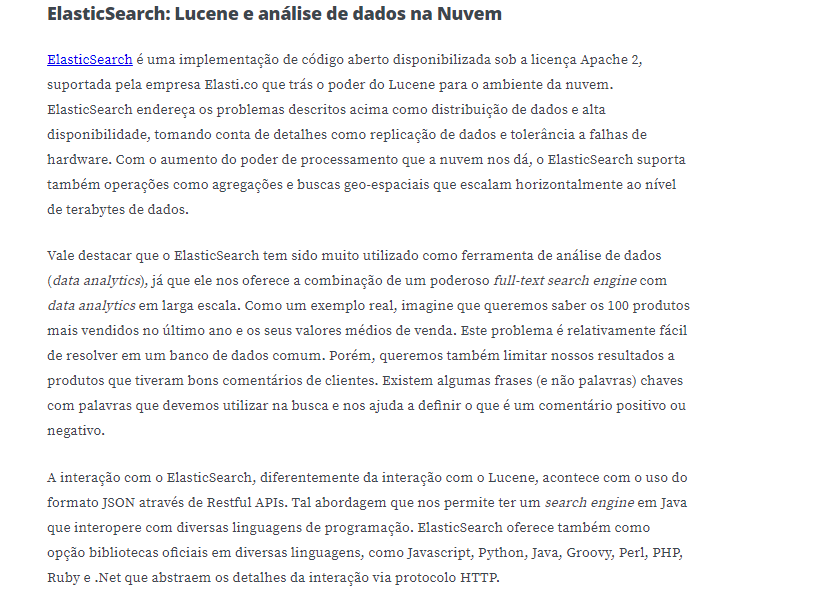 ElasticSearch: Lucene e análise de dados na Nuvem
ElasticSearch é uma implementação de código aberto disponibilizada sob a licença Apache 2,
suportada pela empresa Elasti.co que trás o poder do Lucene para o ambiente da nuvem.
ElasticSearch endereça os problemas descritos acima como distribuição de dados e alta
disponibilidade, tomando conta de detalhes como replicação de dados e tolerância a falhas de
hardware. Com o aumento do poder de processamento que a nuvem nos dá, o ElasticSearch suporta
também operações como agregações e buscas geo-espaciais que escalam horizontalmente ao nível
de terabytes de dados.
Vale destacar que o ElasticSearch tem sido muito utilizado como ferramenta de análise de dados
(data analytics), já que ele nos oferece a combinação de um poderoso full-text search engine com
data analytics em larga escala. Como um exemplo real, imagine que queremos saber os 100 produtos
mais vendidos no último ano e os seus valores médios de venda. Este problema é relativamente fácil
de resolver em um banco de dados comum. Porém, queremos também limitar nossos resultados a
produtos que tiveram bons comentários de clientes. Existem algumas frases (e não palavras) chaves
com palavras que devemos utilizar na busca e nos ajuda a definir o que é um comentário positivo ou
negativo.
A interação com o ElasticSearch, diferentemente da interação com o Lucene, acontece com o uso do
formato JSON através de Restful APIs. Tal abordagem que nos permite ter um search engine em Java
que interopere com diversas linguagens de programação. ElasticSearch oferece também como
opção bibliotecas oficiais em diversas linguagens, como Javascript, Python, Java, Groovy, Perl, PHP,
Ruby e .Net que abstraem os detalhes da interação via protocolo HTTP.